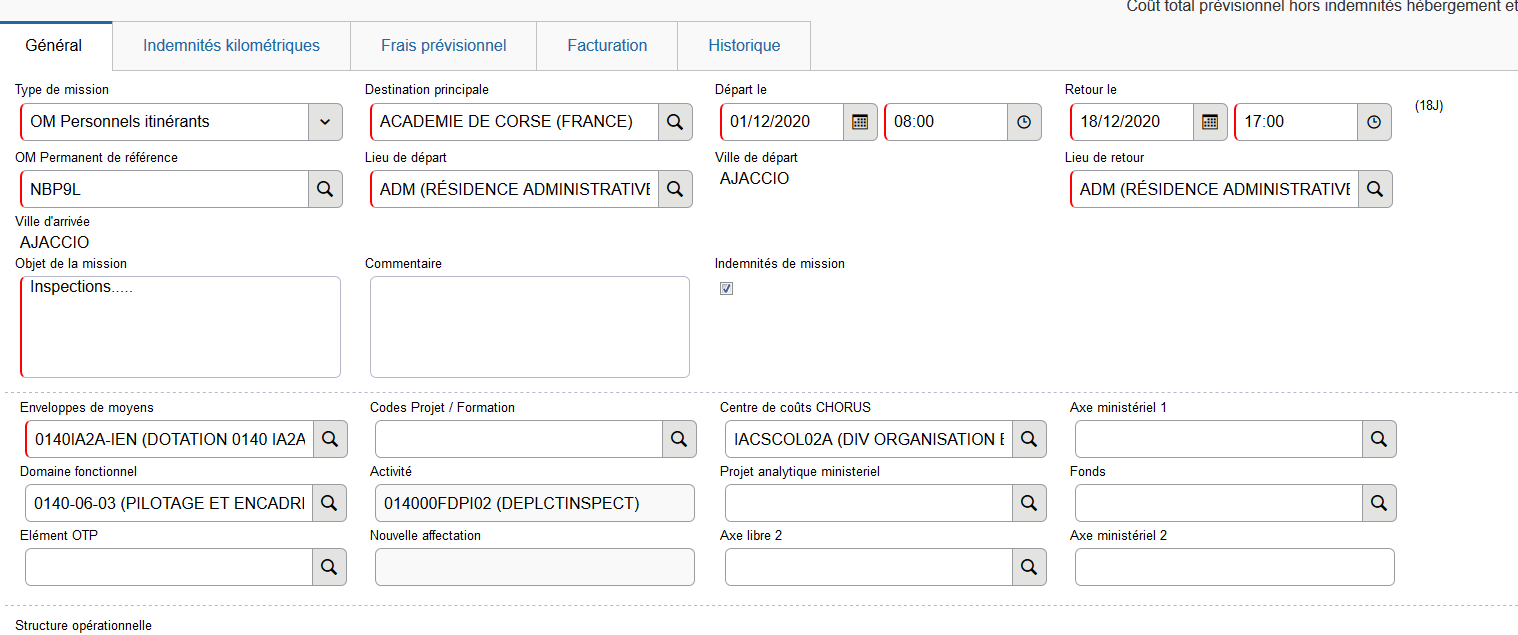 Coût total prévisionnel hors indemnités hébergement et
Général Indemnités kilométriques Frais prévisionnel Facturation Historique
Type de mission Destination principale Départ le Retour le
OM Personnels itinérants ACADEMIE DE CORSE (FRANCE) 01/12/2020 08:00 18/12/2020 17:00 (18J)
OM Permanent de référence Lieu de départ Ville de départ Lieu de retour
NBP9L ADM (RÉSIDENCE ADMINISTRATIVE AJACCIO ADM (RÉSIDENCE ADMINISTRATIVE
Ville d'arrivée
AJACCIO
Objet de la mission Commentaire Indemnités de mission
Inspections.....
Enveloppes de moyens Codes Projet / Formation Centre de coûts CHORUS Axe ministériel 1
0140IA2A-IEN (DOTATION 0140 IA2A IACSCOL02A (DIV ORGANISATION E
Domaine fonctionnel Activité Projet analytique ministeriel Fonds
0140-06-03 (PILOTAGE ET ENCADRI 014000FDPI02 (DEPLCTINSPECT)
Elément OTP Nouvelle affectation Axe libre 2 Axe ministériel 2
Structure opérationnelle